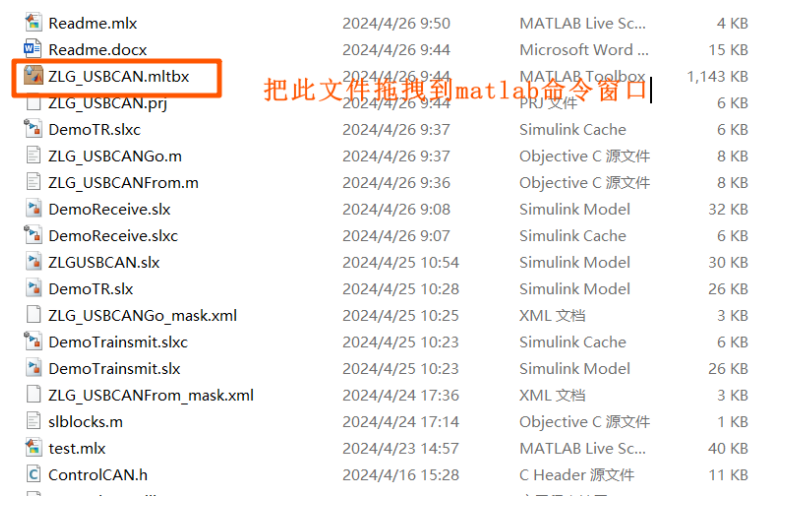 Readme.mlx 2024/4/26 9:50 MATLAB Live Sc... 4 KB
Readme.docx 2024/4/26 9:44 Microsoft Word ... 15 KB
ZLG_USBCAN.mltbx 2024/4/26 9:44 MATLAB Toolbox 1,143 KB
把此文件拖拽到matlab命令窗口
ZLG_USBCAN.prj 2024/4/26 9:44 PRJ 文件 6 KB
DemoTR.slxc 2024/4/26 9:37 Simulink Cache 6 KB
ZLG_USBCANGo.m 2024/4/26 9:37 Objective C 源文件 8 KB
ZLG_USBCANFrom.m 2024/4/26 9:36 Objective C 源文件 8 KB
DemoReceive.slx 2024/4/26 9:08 Simulink Model 32 KB
DemoReceive.slxc 2024/4/26 9:07 Simulink Cache 6 KB
ZLGUSBCAN.slx 2024/4/25 10:54 Simulink Model 30 KB
DemoTR.slx 2024/4/25 10:28 Simulink Model 26 KB
ZLG_USBCANGo_mask.xml 2024/4/25 10:25 XML 文档 3 KB
DemoTrainsmit.slxc 2024/4/25 10:23 Simulink Cache 6 KB
DemoTrainsmit.slx 2024/4/25 10:23 Simulink Model 26 KB
ZLG_USBCANFrom_mask.xml 2024/4/24 17:36 XML 文档 3 KB
slblocks.m 2024/4/24 17:14 Objective C 源文件 1 KB
test.mlx 2024/4/23 14:57 MATLAB Live Sc... 40 KB
ControlCAN.h 2024/4/16 15:28 C Header 源文件 11 KB